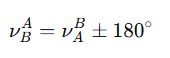 ν_B^A = ν_A^B ± 180°